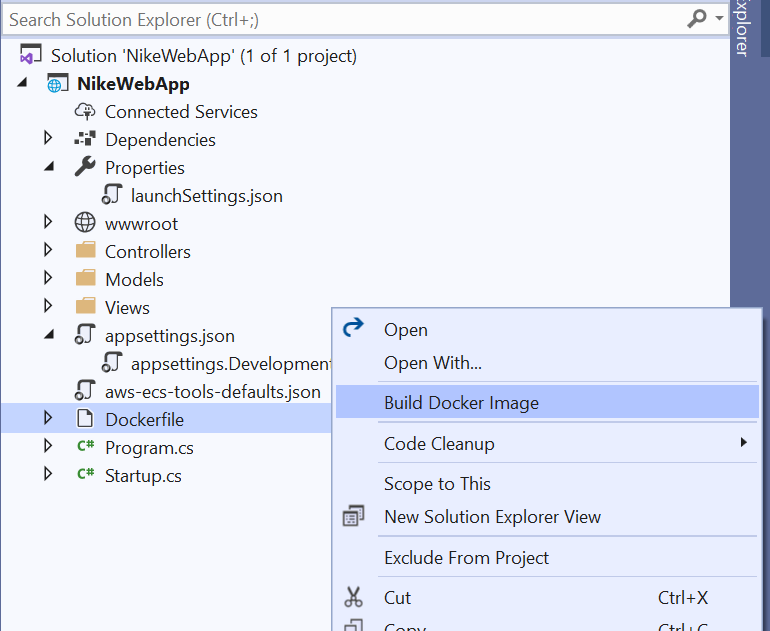 Search Solution Explorer (Ctrl+;)
Explorer
Solution 'NikeWebApp' (1 of 1 project)
NikeWebApp
Connected Services
Dependencies
Properties
launchSettings.json
wwwroot
Controllers
Models
Views
appsettings.json
appsettings.Development
aws-ecs-tools-defaults.json
Dockerfile
C# Program.cs
C# Startup.cs
Open
Open With...
Build Docker Image
Code Cleanup
Scope to This
New Solution Explorer View
Exclude From Project
Cut Ctrl+X
Copy Ctrl+C